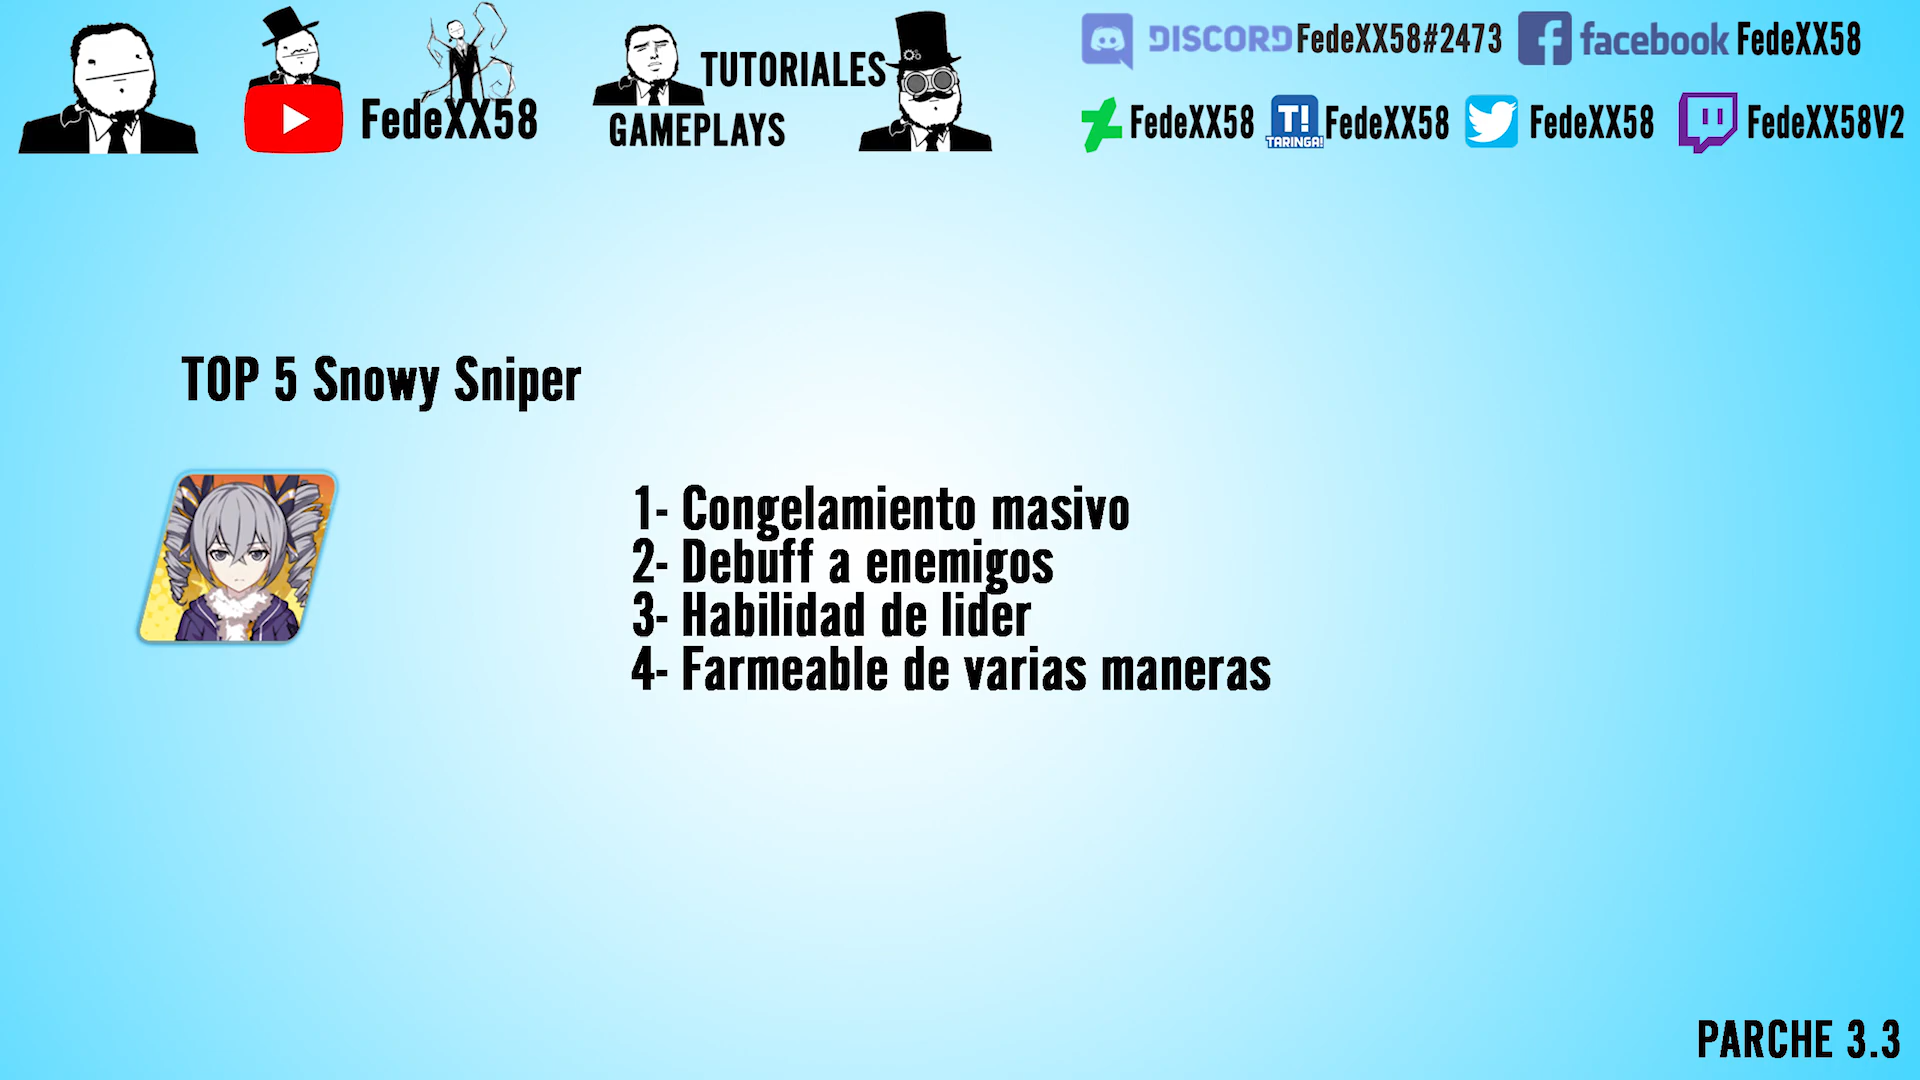 FedeXX58
TUTORIALES
GAMEPLAYS
DISCORD FedeXX58#2473
facebook FedeXX58
FedeXX58
T! TARINGA! FedeXX58
FedeXX58
FedeXX58V2
TOP 5 Snowy Sniper
1- Congelamiento masivo
2- Debuff a enemigos
3- Habilidad de lider
4- Farmeable de varias maneras
PARCHE 3.3